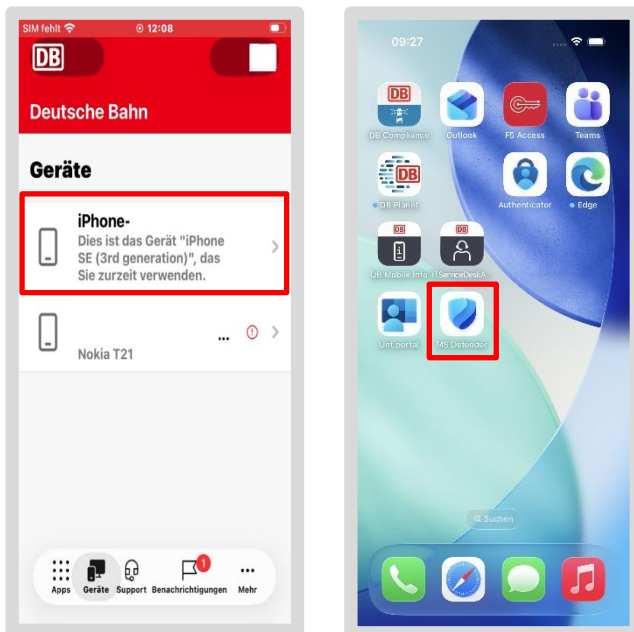 SIM fehlt
12:08
DB
Deutsche Bahn
Geräte
iPhone-
Dies ist das Gerät "iPhone
SE (3rd generation)", das
Sie zurzeit verwenden.
...
Nokia T21
1
Apps Geräte Support Benachrichtigungen Mehr
09:27
DB
DB Compliance Outlook F5 Access Teams
DB
DB Planet Authenticator Edge
DB DB
DB Mobile Info ITServiceDeskA...
Unt.portal MS Defender
Suchen